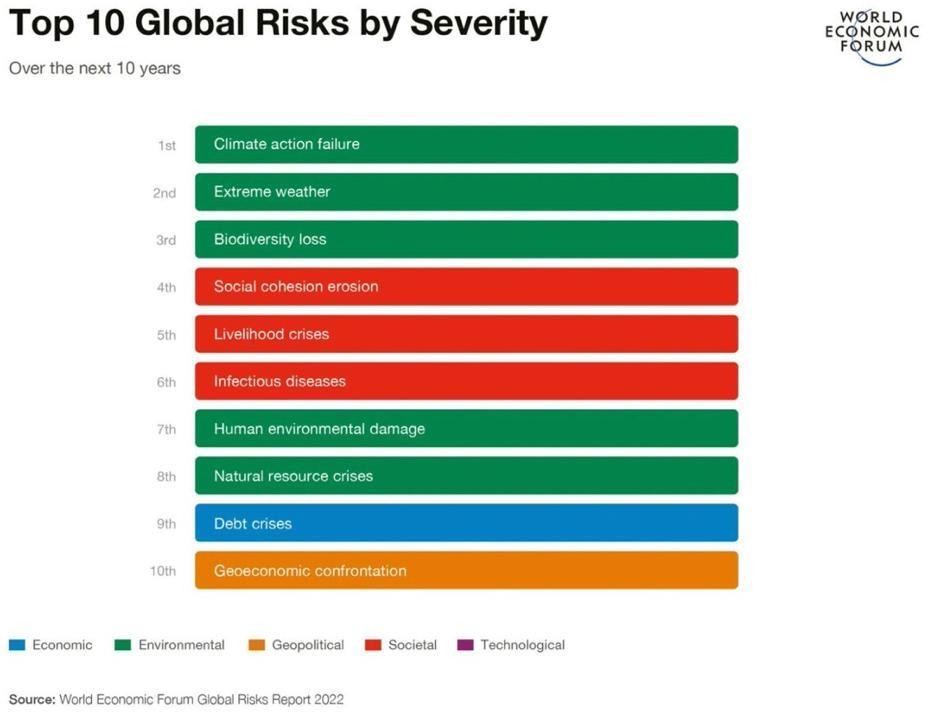 Top 10 Global Risks by Severity
WORLD
ECONOMIC
FORUM
Over the next 10 years
1st Climate action failure
2nd Extreme weather
3rd Biodiversity loss
4th Social cohesion erosion
5th Livelihood crises
6th Infectious diseases
7th Human environmental damage
8th Natural resource crises
9th Debt crises
10th Geoeconomic confrontation
Economic Environmental Geopolitical Societal Technological
Source: World Economic Forum Global Risks Report 2022